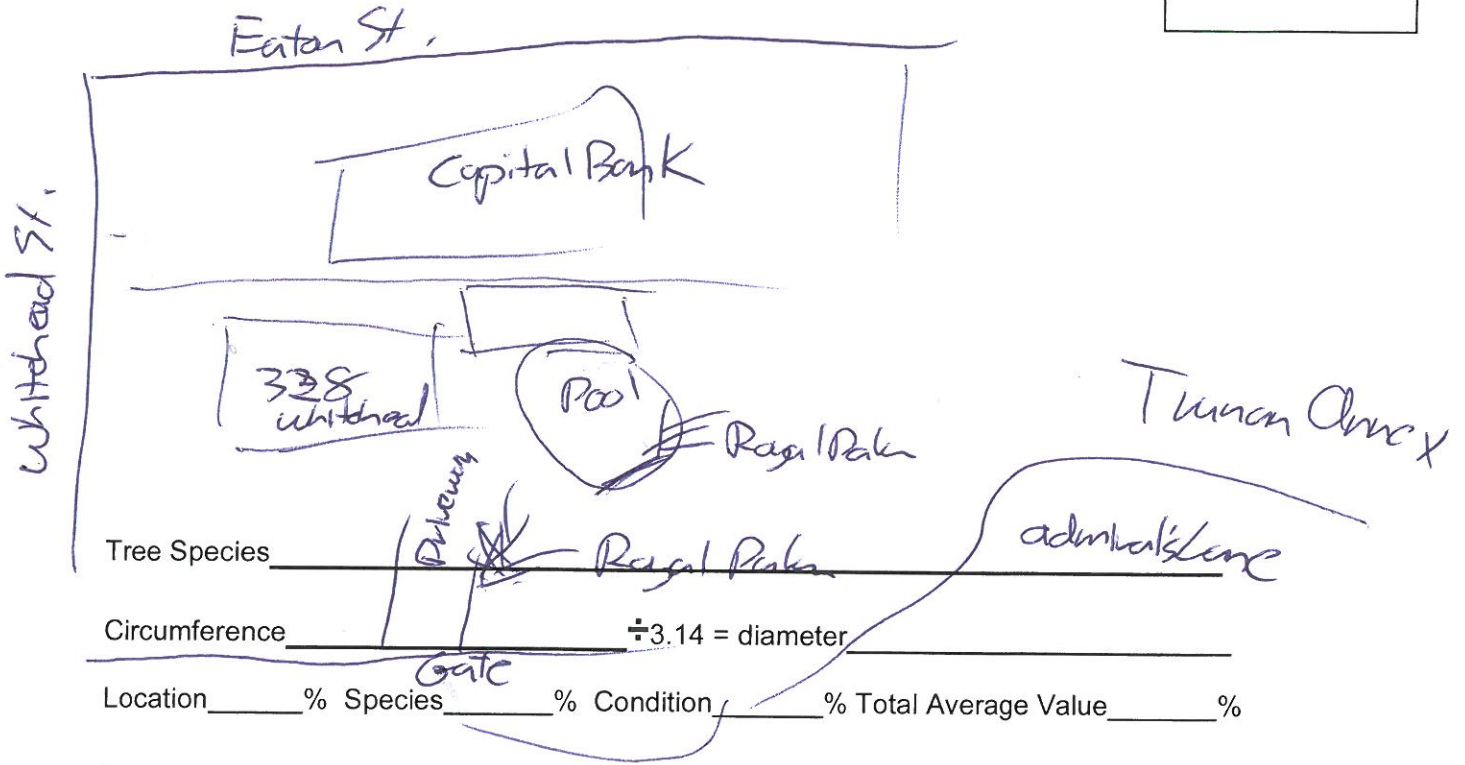 Eaton St.
Capital Bank
Whitehead St.
328
Whitehead
Pool
Royal Palm
Truman Annex
Driveway
Tree Species
Royal Palm
admiral's Lane
Circumference ÷3.14 = diameter
Gate
Location % Species % Condition % Total Average Value %